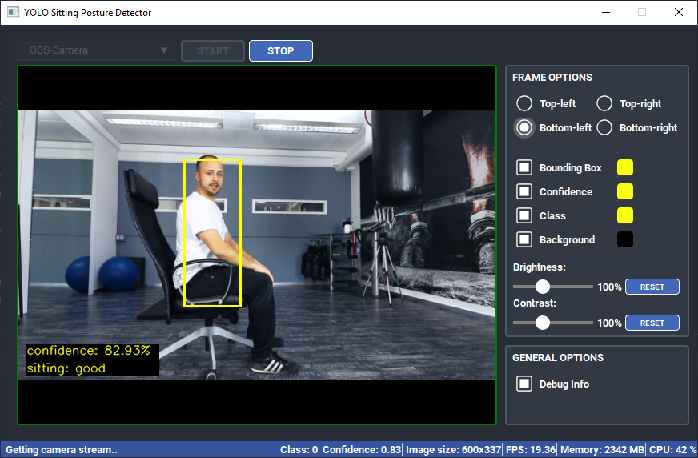 YOLO Sitting Posture Detector
OBS-Camera
START
STOP
FRAME OPTIONS
Top-left
Top-right
Bottom-left
Bottom-right
Bounding Box
Confidence
Class
Background
Brightness:
100%
RESET
Contrast:
100%
RESET
confidence: 82.93%
sitting: good
GENERAL OPTIONS
Debug Info
Getting camera stream..
Class: 0 Confidence: 0.83| Image size: 600x337| FPS: 19.36| Memory: 2342 MB| CPU: 42 %